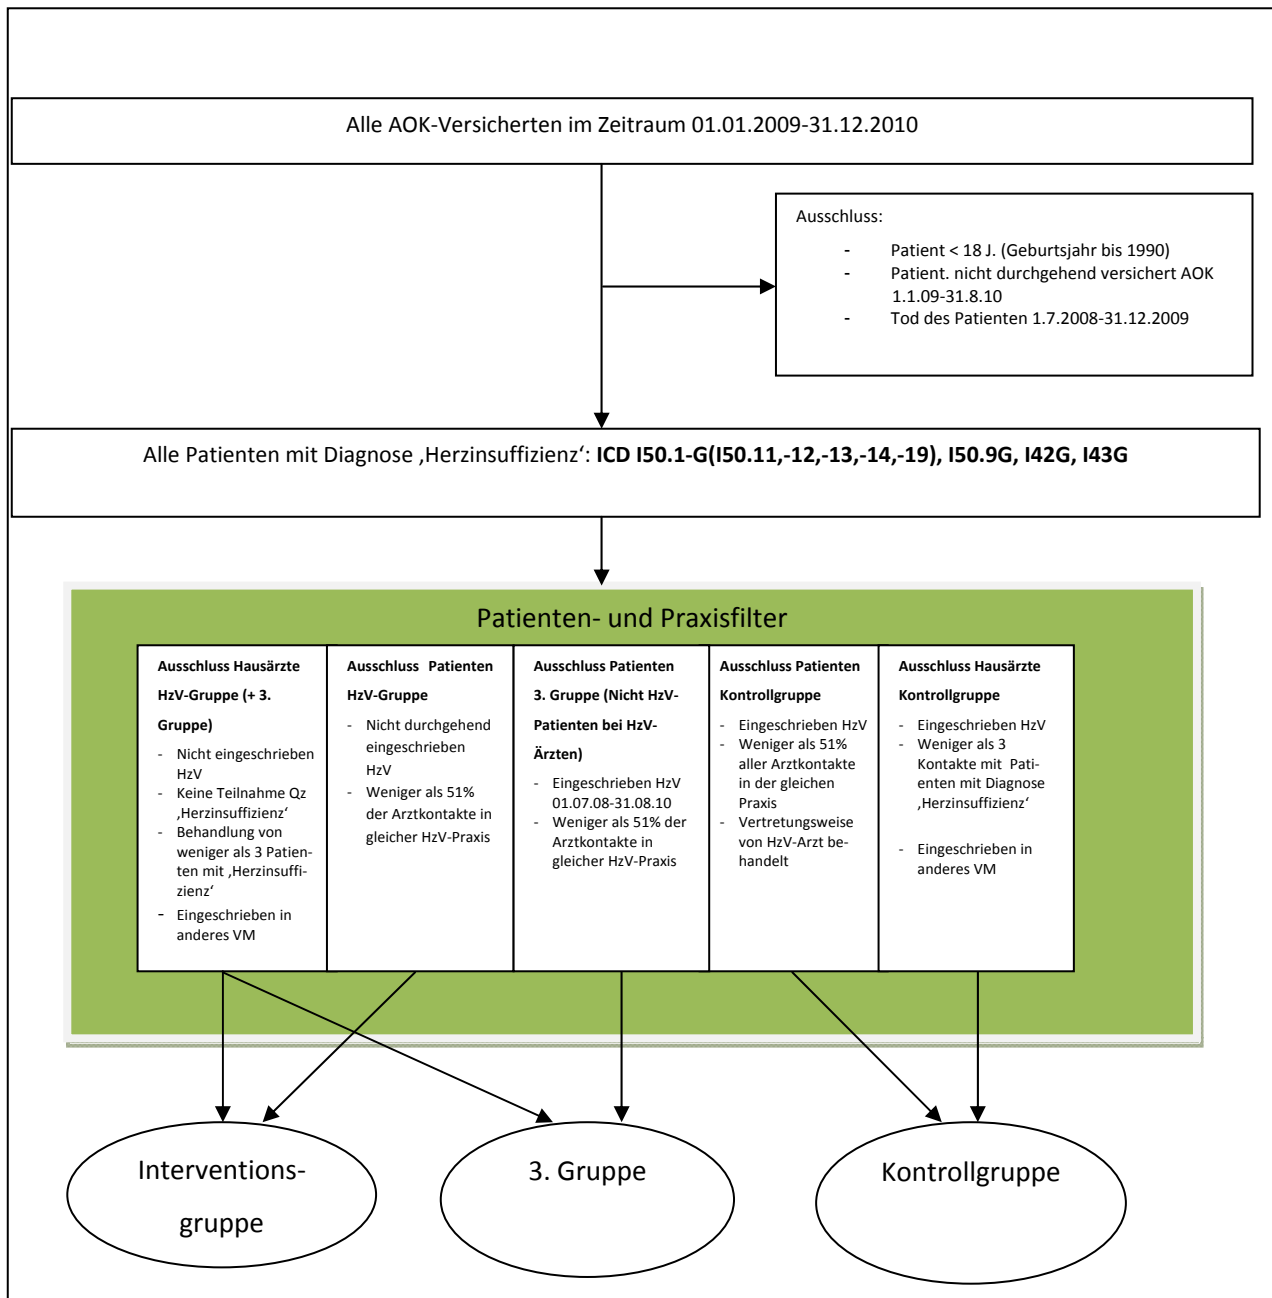 Alle AOK-Versicherten im Zeitraum 01.01.2009-31.12.2010
Ausschluss:
- Patient < 18 J. (Geburtsjahr bis 1990)
- Patient. nicht durchgehend versichert AOK
1.1.09-31.8.10
- Tod des Patienten 1.7.2008-31.12.2009
Alle Patienten mit Diagnose ‚Herzinsuffizienz‘: ICD I50.1-G(I50.11,-12,-13,-14,-19), I50.9G, I42G, I43G
Patienten- und Praxisfilter
Ausschluss Hausärzte
HzV-Gruppe (+ 3.
Gruppe)
- Nicht eingeschrieben
HzV
- Keine Teilnahme Qz
‚Herzinsuffizienz‘
- Behandlung von
weniger als 3 Patien-
ten mit ‚Herzinsuffi-
zienz‘
- Eingeschrieben in
anderes VM
Ausschluss Patienten
HzV-Gruppe
- Nicht durchgehend
eingeschrieben
HzV
- Weniger als 51%
der Arztkontakte in
gleicher HzV-Praxis
Ausschluss Patienten
3. Gruppe (Nicht HzV-
Patienten bei HzV-
Ärzten)
- Eingeschrieben HzV
01.07.08-31.08.10
- Weniger als 51% der
Arztkontakte in
gleicher HzV-Praxis
Ausschluss Patienten
Kontrollgruppe
- Eingeschrieben HzV
- Weniger als 51%
aller Arztkontakte
in der gleichen
Praxis
- Vertretungsweise
von HzV-Arzt be-
handelt
Ausschluss Hausärzte
Kontrollgruppe
- Eingeschrieben HzV
- Weniger als 3
Kontakte mit Pati-
enten mit Diagnose
‚Herzinsuffizienz‘
- Eingeschrieben in
anderes VM
Interventions-
gruppe
3. Gruppe
Kontrollgruppe